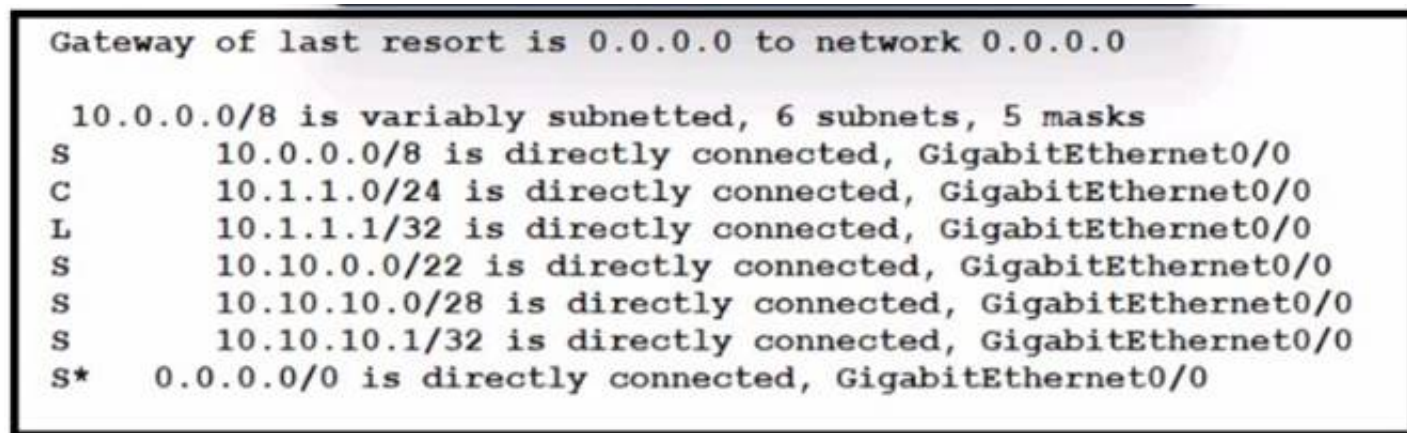 Gateway of last resort is 0.0.0.0 to network 0.0.0.0
10.0.0.0/8 is variably subnetted, 6 subnets, 5 masks
S 10.0.0.0/8 is directly connected, GigabitEthernet0/0
C 10.1.1.0/24 is directly connected, GigabitEthernet0/0
L 10.1.1.1/32 is directly connected, GigabitEthernet0/0
S 10.10.0.0/22 is directly connected, GigabitEthernet0/0
S 10.10.10.0/28 is directly connected, GigabitEthernet0/0
S 10.10.10.1/32 is directly connected, GigabitEthernet0/0
S* 0.0.0.0/0 is directly connected, GigabitEthernet0/0